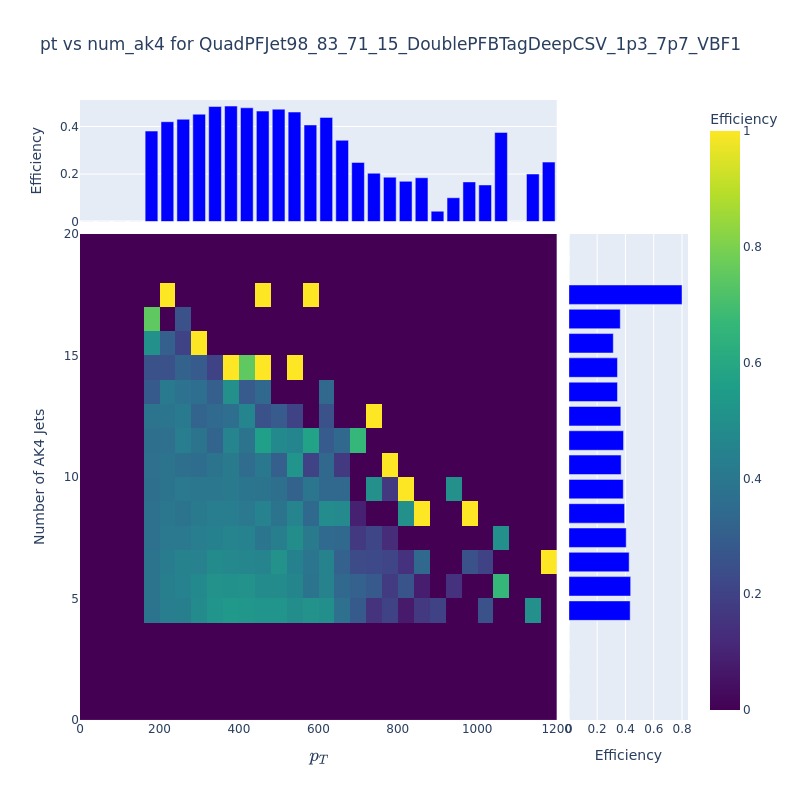 pt vs num_ak4 for QuadPFJet98_83_71_15_DoublePFBTagDeepCSV_1p3_7p7_VBF1
Efficiency
0.4
0.2
0
Efficiency
1
0.8
0.6
0.4
0.2
0
Number of AK4 Jets
20
15
10
5
0
0 200 400 600 800 1000 1200
p_T
0 0.2 0.4 0.6 0.8
Efficiency